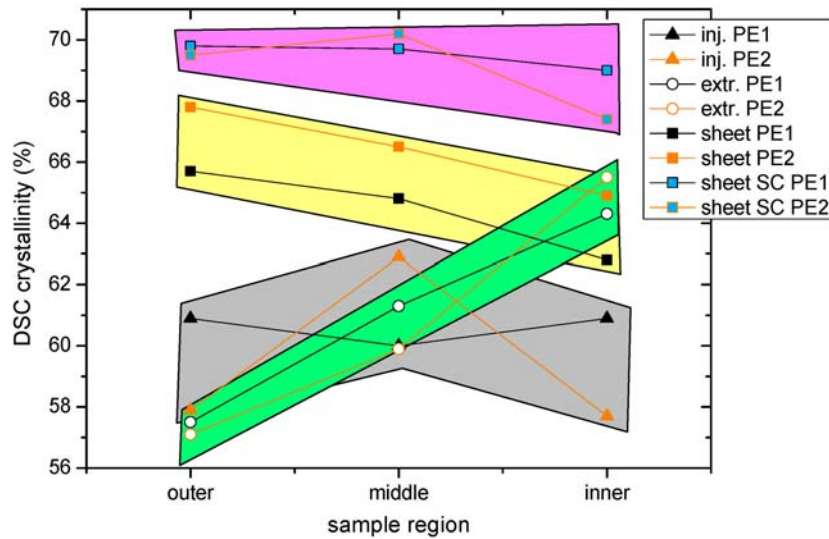 70
68
66
64
62
60
58
56
DSC crystallinity (%)
outer
middle
inner
sample region
inj. PE1
inj. PE2
extr. PE1
extr. PE2
sheet PE1
sheet PE2
sheet SC PE1
sheet SC PE2